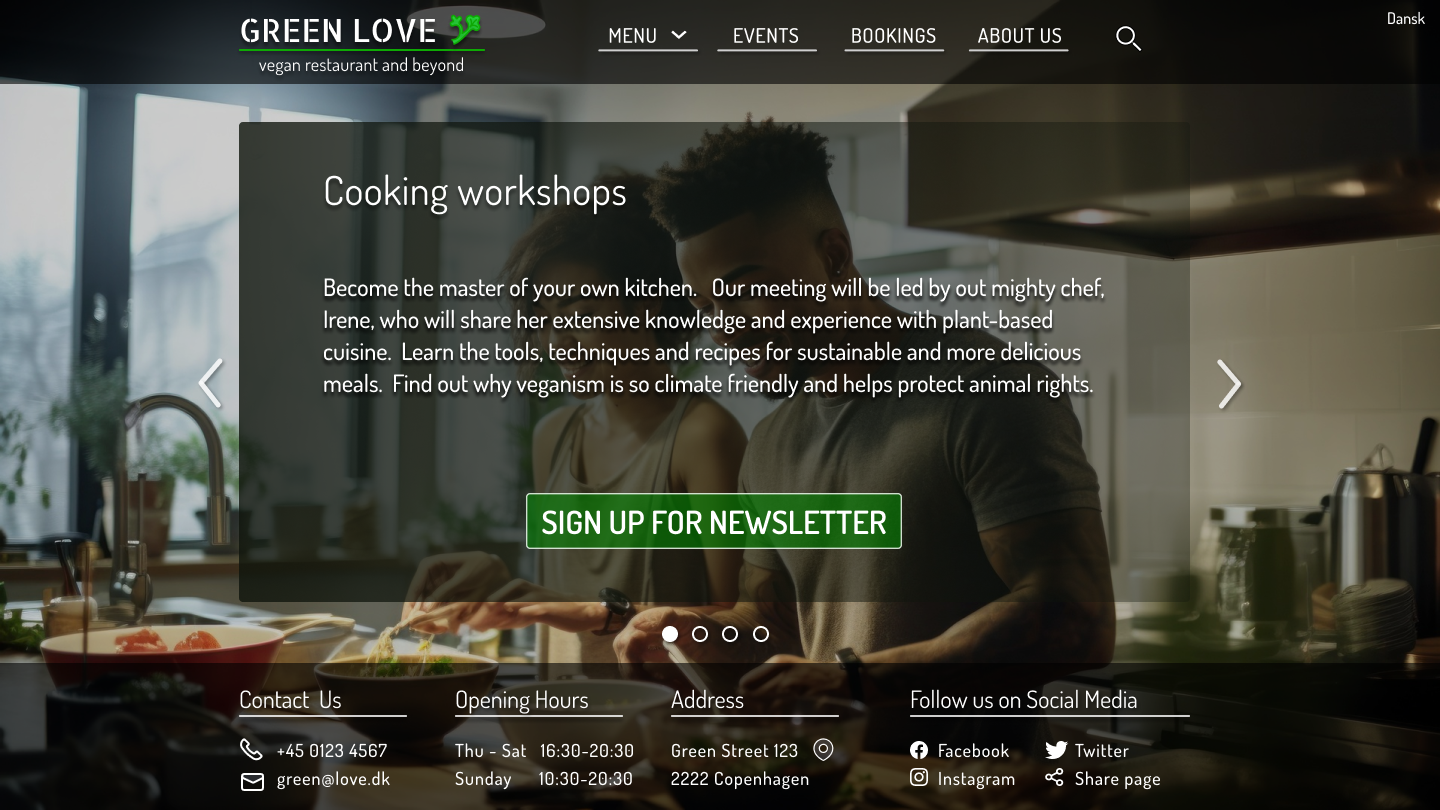 GREEN LOVE
vegan restaurant and beyond
MENU EVENTS BOOKINGS ABOUT US
Dansk
Cooking workshops
Become the master of your own kitchen. Our meeting will be led by out mighty chef,
Irene, who will share her extensive knowledge and experience with plant-based
cuisine. Learn the tools, techniques and recipes for sustainable and more delicious
meals. Find out why veganism is so climate friendly and helps protect animal rights.
SIGN UP FOR NEWSLETTER
Contact Us
+45 0123 4567
green@love.dk
Opening Hours
Thu - Sat 16:30-20:30
Sunday 10:30-20:30
Address
Green Street 123
2222 Copenhagen
Follow us on Social Media
Facebook Twitter
Instagram Share page